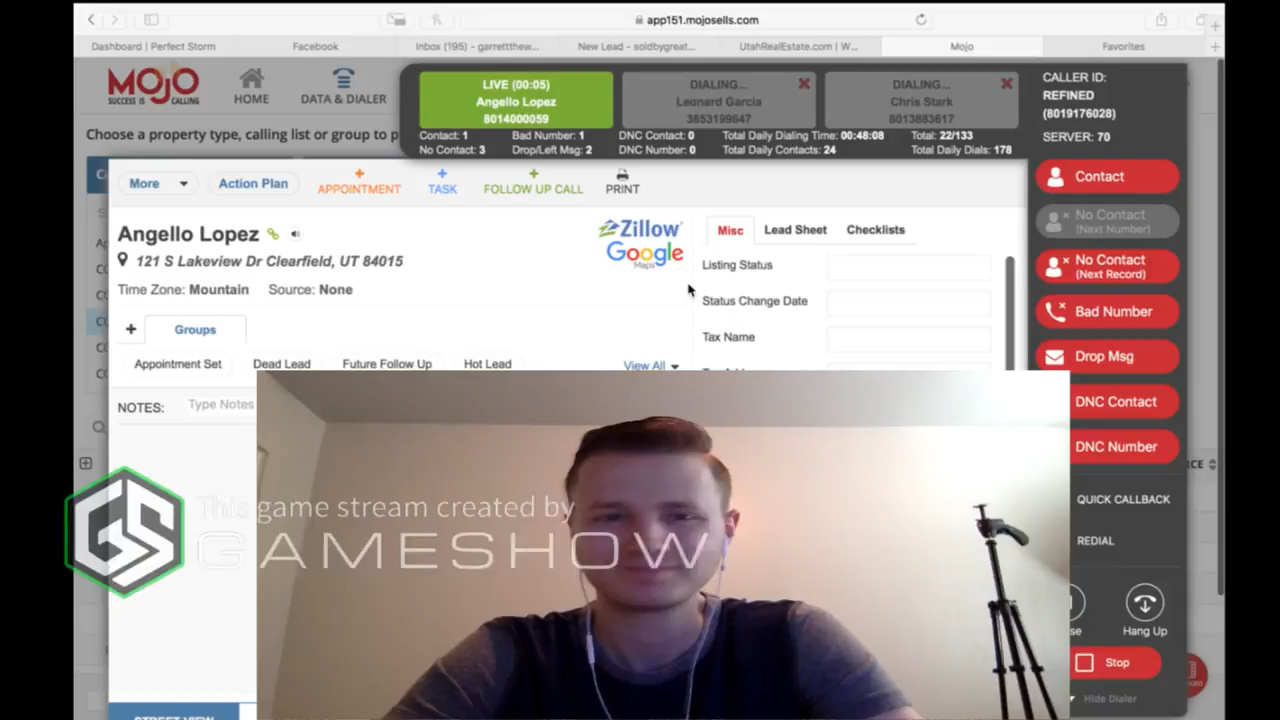 app151.mojosells.com
Dashboard | Perfect Storm
Facebook
Inbox (195) - garrettthew...
New Lead - soldbygreat...
UtahRealEstate.com | W...
Mojo
Favorites
MOJO
SUCCESS IS CALLING
HOME
DATA & DIALER
LIVE (00:05)
Angello Lopez
8014000059
DIALING...
Leonard Garcia
3853199647
DIALING...
Chris Stark
8013883617
CALLER ID:
REFINED
(8019176028)
SERVER: 70
Contact: 1
Bad Number: 1
DNC Contact: 0
Total Daily Dialing Time: 00:48:08
Total: 22/133
No Contact: 3
Drop/Left Msg: 2
DNC Number: 0
Total Daily Contacts: 24
Total Daily Dials: 178
Choose a property type, calling list or group to
More
Action Plan
APPOINTMENT
TASK
FOLLOW UP CALL
PRINT
Angello Lopez
121 S Lakeview Dr Clearfield, UT 84015
Time Zone: Mountain
Source: None
Zillow
Google
Maps
Misc
Lead Sheet
Checklists
Listing Status
Status Change Date
Tax Name
Groups
Appointment Set
Dead Lead
Future Follow Up
Hot Lead
View All
NOTES:
Type Notes
Contact
No Contact
(Next Number)
No Contact
(Next Record)
Bad Number
Drop Msg
DNC Contact
DNC Number
QUICK CALLBACK
REDIAL
Hang Up
Stop
Hide Dialer
GS
This game stream created by
GAMESHOW
STREET VIEW